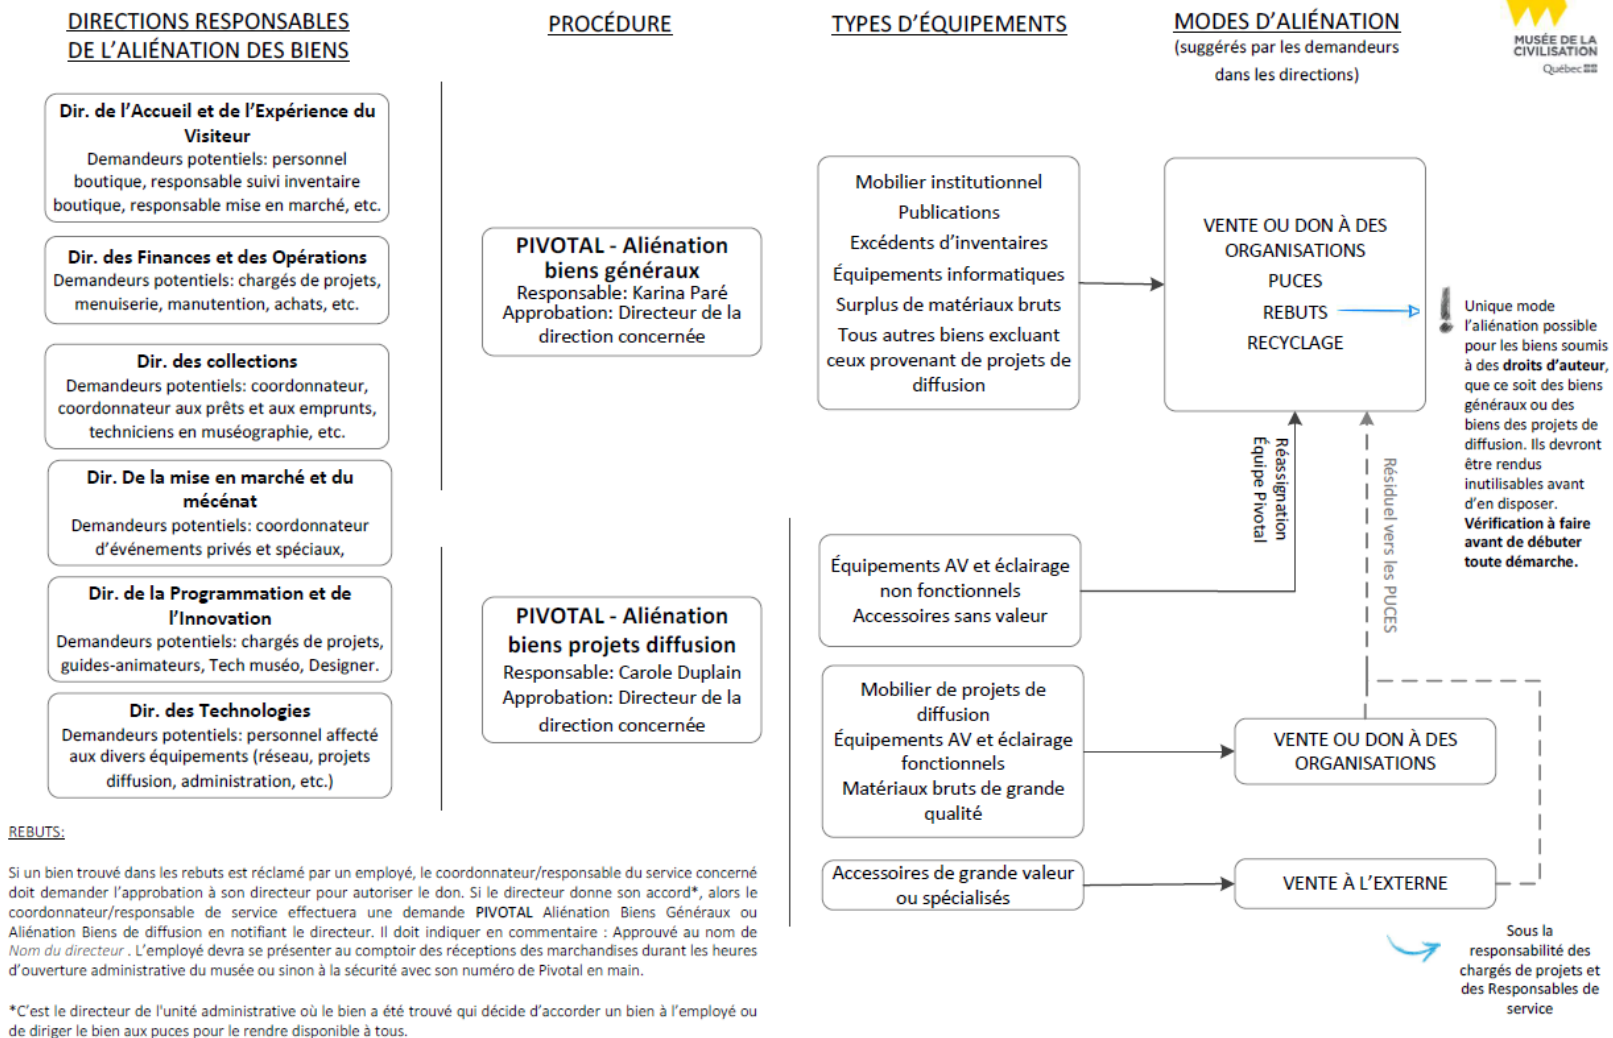 DIRECTIONS RESPONSABLES
DE L'ALIÉNATION DES BIENS
Dir. de l'Accueil et de l'Expérience du
Visiteur
Demandeurs potentiels: personnel
boutique, responsable suivi inventaire
boutique, responsable mise en marché, etc.
Dir. des Finances et des Opérations
Demandeurs potentiels: chargés de projets,
menuiserie, manutention, achats, etc.
Dir. des collections
Demandeurs potentiels: coordonnateur,
coordonnateur aux prêts et aux emprunts,
techniciens en muséographie, etc.
Dir. De la mise en marché et du
mécénat
Demandeurs potentiels: coordonnateur
d'événements privés et spéciaux,
Dir. de la Programmation et de
l'Innovation
Demandeurs potentiels: chargés de projets,
guides-animateurs, Tech muséo, Designer.
Dir. des Technologies
Demandeurs potentiels: personnel affecté
aux divers équipements (réseau, projets
diffusion, administration, etc.)
PROCÉDURE
PIVOTAL - Aliénation
biens généraux
Responsable: Karina Paré
Approbation: Directeur de la
direction concernée
PIVOTAL - Aliénation
biens projets diffusion
Responsable: Carole Duplain
Approbation: Directeur de la
direction concernée
TYPES D'ÉQUIPEMENTS
Mobilier institutionnel
Publications
Excédents d'inventaires
Équipements informatiques
Surplus de matériaux bruts
Tous autres biens excluant
ceux provenant de projets de
diffusion
Équipements AV et éclairage
non fonctionnels
Accessoires sans valeur
Mobilier de projets de
diffusion
Équipements AV et éclairage
fonctionnels
Matériaux bruts de grande
qualité
Accessoires de grande valeur
ou spécialisés
MODES D'ALIÉNATION
(suggérés par les demandeurs
dans les directions)
VENTE OU DON À DES
ORGANISATIONS
PUCES
REBUTS
RECYCLAGE
Réassignation
Équipe Pivotal
Résiduel vers les PUCES
VENTE OU DON À DES
ORGANISATIONS
VENTE À L'EXTERNE
MUSÉE DE LA
CIVILISATION
Québec
!
Unique mode
l'aliénation possible
pour les biens soumis
à des droits d'auteur,
que ce soit des biens
généraux ou des
biens des projets de
diffusion. Ils devront
être rendus
inutilisables avant
d'en disposer.
Vérification à faire
avant de débuter
toute démarche.
Sous la
responsabilité des
chargés de projets et
des Responsables de
service
REBUTS:
Si un bien trouvé dans les rebuts est réclamé par un employé, le coordonnateur/responsable du service concerné
doit demander l'approbation à son directeur pour autoriser le don. Si le directeur donne son accord*, alors le
coordonnateur/responsable de service effectuera une demande PIVOTAL Aliénation Biens Généraux ou
Aliénation Biens de diffusion en notifiant le directeur. Il doit indiquer en commentaire : Approuvé au nom de
Nom du directeur . L'employé devra se présenter au comptoir des réceptions des marchandises durant les heures
d'ouverture administrative du musée ou sinon à la sécurité avec son numéro de Pivotal en main.
*C'est le directeur de l'unité administrative où le bien a été trouvé qui décide d'accorder un bien à l'employé ou
de diriger le bien aux puces pour le rendre disponible à tous.